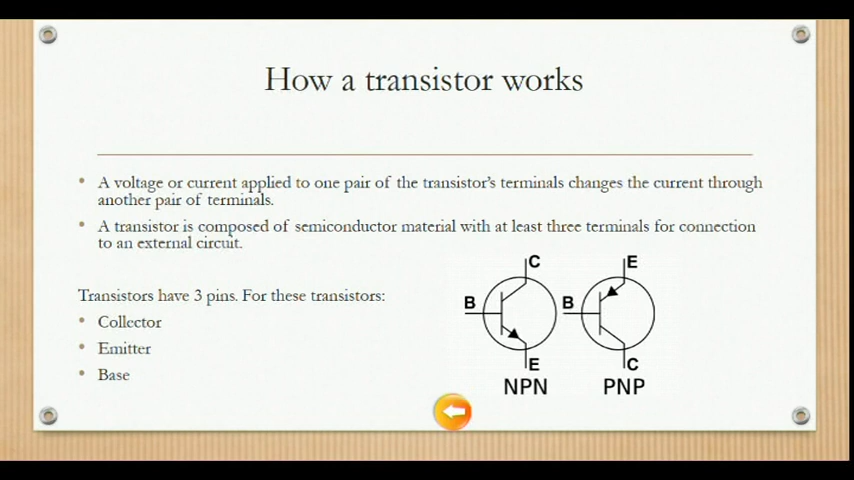 How a transistor works
• A voltage or current applied to one pair of the transistor's terminals changes the current through
another pair of terminals.
• A transistor is composed of semiconductor material with at least three terminals for connection
to an external circuit.
Transistors have 3 pins. For these transistors:
• Collector
• Emitter
• Base
C E
B B
E C
NPN PNP